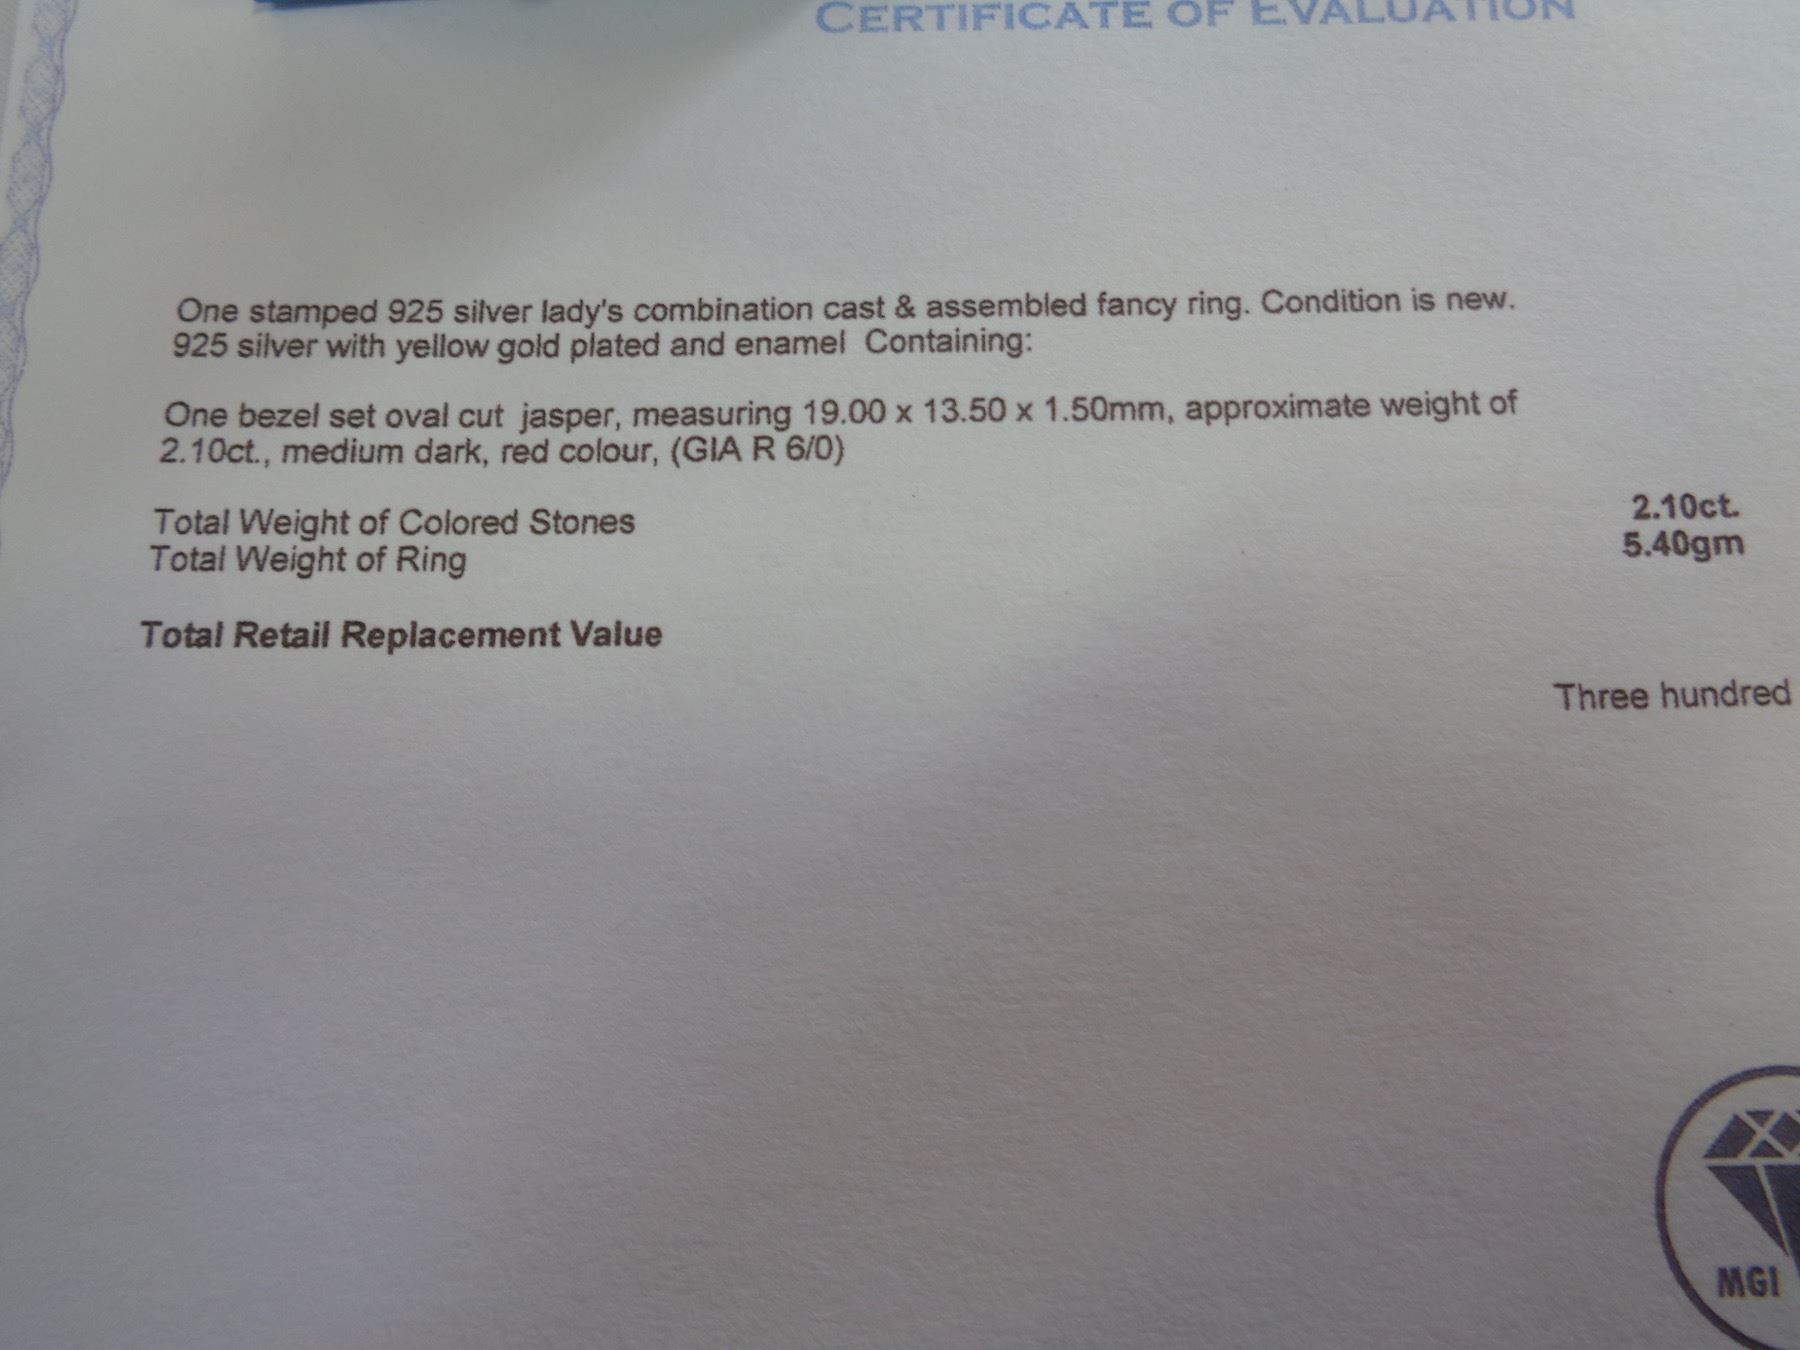 CERTIFICATE OF EVALUATION
One stamped 925 silver lady's combination cast & assembled fancy ring. Condition is new.
925 silver with yellow gold plated and enamel Containing:
One bezel set oval cut jasper, measuring 19.00 x 13.50 x 1.50mm, approximate weight of
2.10ct., medium dark, red colour, (GIA R 6/0)
Total Weight of Colored Stones 2.10ct.
Total Weight of Ring 5.40gm
Total Retail Replacement Value
Three hundred
MGI